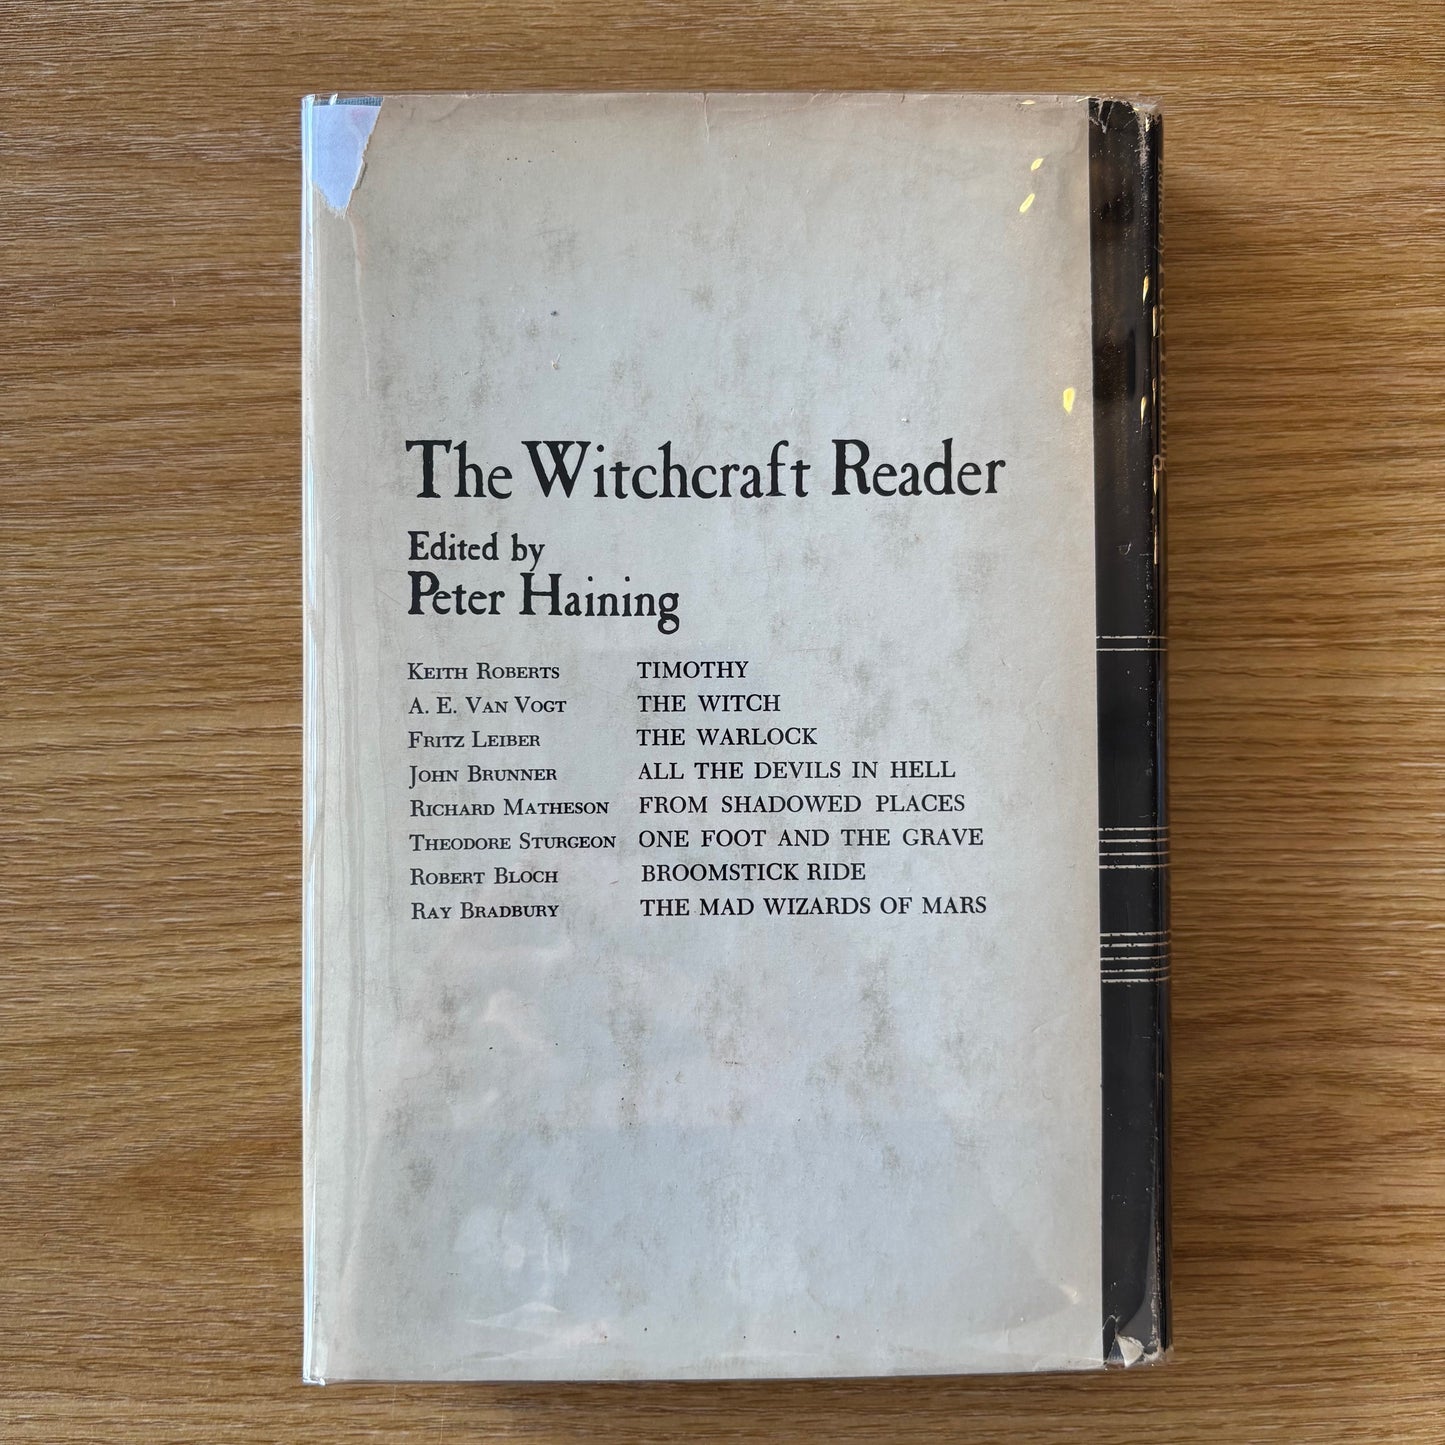 The Witchcraft Reader
Edited by
Peter Haining
KEITH ROBERTS TIMOTHY
A. E. VAN VOGT THE WITCH
FRITZ LEIBER THE WARLOCK
JOHN BRUNNER ALL THE DEVILS IN HELL
RICHARD MATHESON FROM SHADOWED PLACES
THEODORE STURGEON ONE FOOT AND THE GRAVE
ROBERT BLOCH BROOMSTICK RIDE
RAY BRADBURY THE MAD WIZARDS OF MARS